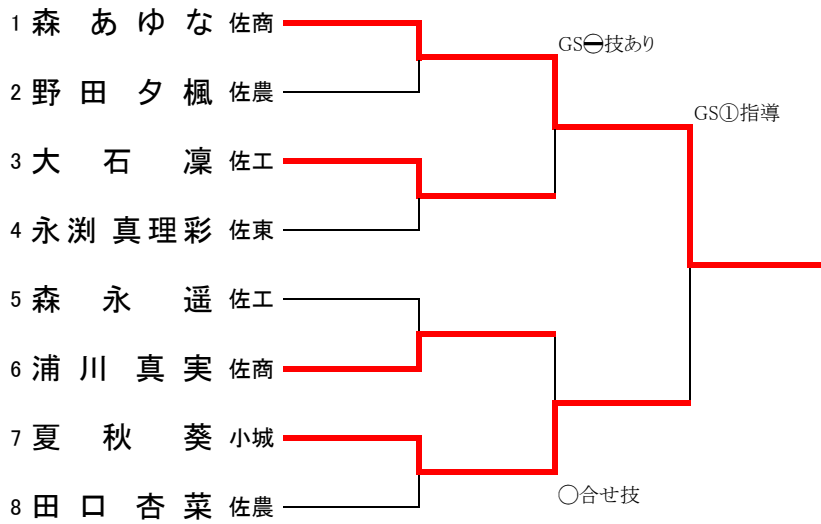 1 森 あゆな 佐商
GS㊀技あり
2 野田 夕楓 佐農
GS①指導
3 大石 凜 佐工
4 永渕 真理彩 佐東
5 森永 遥 佐工
6 浦川 真実 佐商
7 夏秋 葵 小城
8 田口 杏菜 佐農
○合せ技